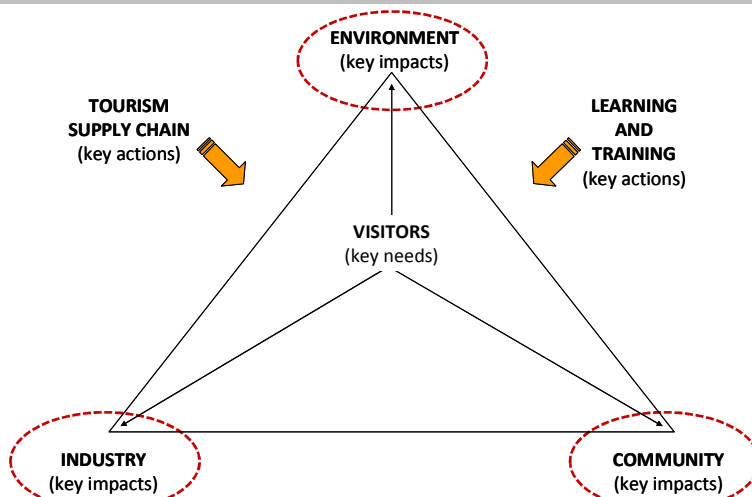 ENVIRONMENT
(key impacts)
TOURISM
SUPPLY CHAIN
(key actions)
LEARNING
AND
TRAINING
(key actions)
VISITORS
(key needs)
INDUSTRY
(key impacts)
COMMUNITY
(key impacts)